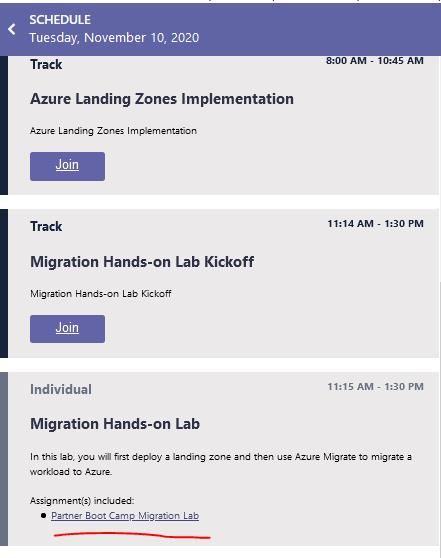 SCHEDULE
Tuesday, November 10, 2020
Track 8:00 AM - 10:45 AM
Azure Landing Zones Implementation
Azure Landing Zones Implementation
Join
Track 11:14 AM - 1:30 PM
Migration Hands-on Lab Kickoff
Migration Hands-on Lab Kickoff
Join
Individual 11:15 AM - 1:30 PM
Migration Hands-on Lab
In this lab, you will first deploy a landing zone and then use Azure Migrate to migrate a
workload to Azure.
Assignment(s) included:
Partner Boot Camp Migration Lab